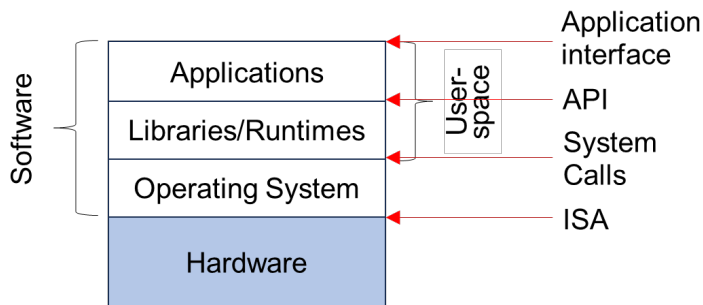 Application
interface
Applications
User-
space
API
Software
Libraries/Runtimes
System
Calls
Operating System
ISA
Hardware